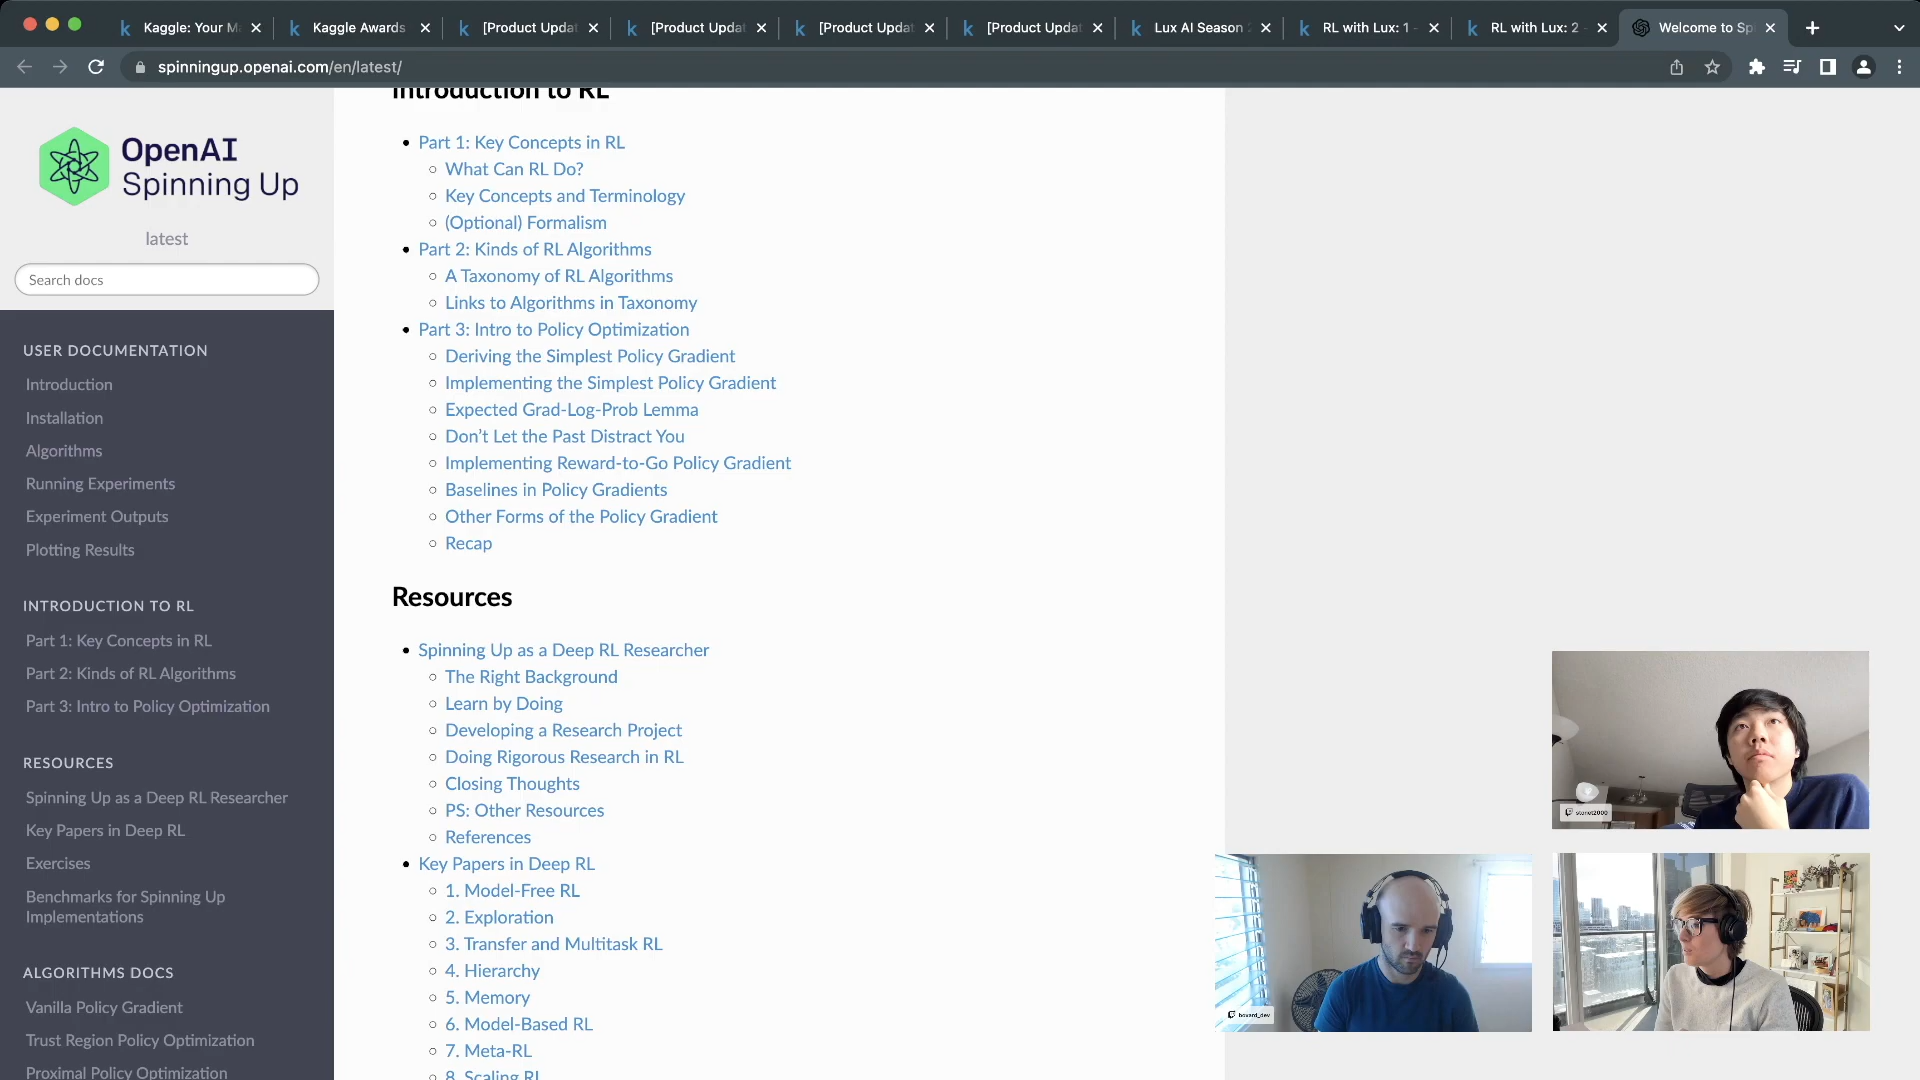 Kaggle: Your Ma
Kaggle Awards
[Product Updat
[Product Updat
[Product Updat
[Product Updat
Lux AI Season 2
RL with Lux: 1 -
RL with Lux: 2 -
Welcome to Spi
spinningup.openai.com/en/latest/
OpenAI
Spinning Up
latest
Search docs
USER DOCUMENTATION
Introduction
Installation
Algorithms
Running Experiments
Experiment Outputs
Plotting Results
INTRODUCTION TO RL
Part 1: Key Concepts in RL
Part 2: Kinds of RL Algorithms
Part 3: Intro to Policy Optimization
RESOURCES
Spinning Up as a Deep RL Researcher
Key Papers in Deep RL
Exercises
Benchmarks for Spinning Up
Implementations
ALGORITHMS DOCS
Vanilla Policy Gradient
Trust Region Policy Optimization
Proximal Policy Optimization
Introduction to RL
Part 1: Key Concepts in RL
What Can RL Do?
Key Concepts and Terminology
(Optional) Formalism
Part 2: Kinds of RL Algorithms
A Taxonomy of RL Algorithms
Links to Algorithms in Taxonomy
Part 3: Intro to Policy Optimization
Deriving the Simplest Policy Gradient
Implementing the Simplest Policy Gradient
Expected Grad-Log-Prob Lemma
Don’t Let the Past Distract You
Implementing Reward-to-Go Policy Gradient
Baselines in Policy Gradients
Other Forms of the Policy Gradient
Recap
Resources
Spinning Up as a Deep RL Researcher
The Right Background
Learn by Doing
Developing a Research Project
Doing Rigorous Research in RL
Closing Thoughts
PS: Other Resources
References
Key Papers in Deep RL
1. Model-Free RL
2. Exploration
3. Transfer and Multitask RL
4. Hierarchy
5. Memory
6. Model-Based RL
7. Meta-RL
8. Scaling RL
stonet2000
bovard_dev